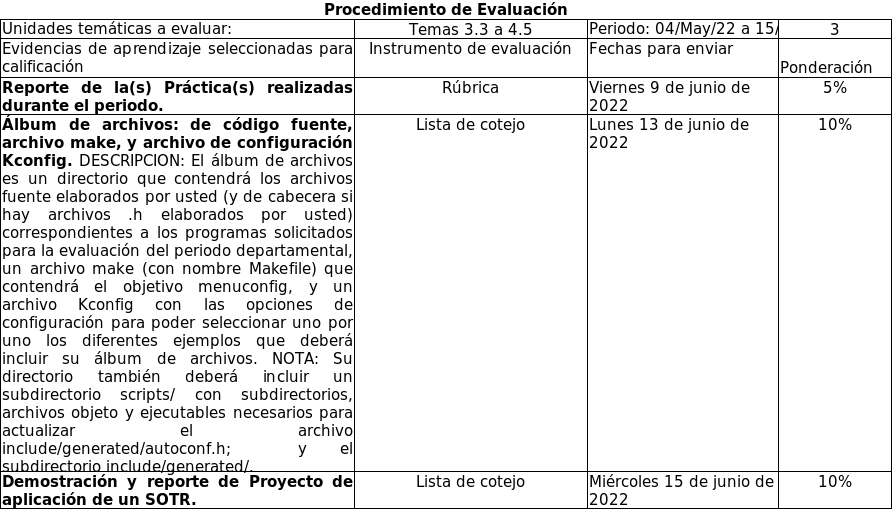 Procedimiento de Evaluación
Unidades temáticas a evaluar: Temas 3.3 a 4.5 Periodo: 04/May/22 a 15/ 3
Evidencias de aprendizaje seleccionadas para calificación Instrumento de evaluación Fechas para enviar Ponderación
Reporte de la(s) Práctica(s) realizadas
durante el periodo.
Rúbrica
Viernes 9 de junio de
2022
5%
Álbum de archivos: de código fuente,
archivo make, y archivo de configuración
Kconfig. DESCRIPCION: El álbum de archivos
es un directorio que contendrá los archivos
fuente elaborados por usted (y de cabecera si
hay archivos .h elaborados por usted)
correspondientes a los programas solicitados
para la evaluación del periodo departamental,
un archivo make (con nombre Makefile) que
contendrá el objetivo menuconfig, y un
archivo Kconfig con las opciones de
configuración para poder seleccionar uno por
uno los diferentes ejemplos que deberá
incluir su álbum de archivos. NOTA: Su
directorio también deberá incluir un
subdirectorio scripts/ con subdirectorios,
archivos objeto y ejecutables necesarios para
actualizar el archivo
include/generated/autoconf.h; y el
subdirectorio include/generated/.
Lista de cotejo
Lunes 13 de junio de
2022
10%
Demostración y reporte de Proyecto de
aplicación de un SOTR.
Lista de cotejo
Miércoles 15 de junio de
2022
10%